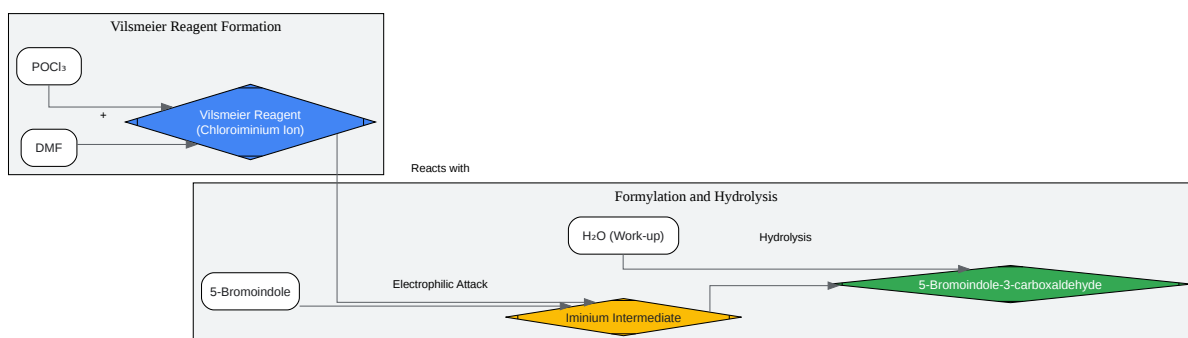 Vilsmeier Reagent Formation
POCl₃
+
Vilsmeier Reagent
(Chloroiminium Ion)
DMF
Reacts with
Formylation and Hydrolysis
H₂O (Work-up)
Hydrolysis
5-Bromoindole
Electrophilic Attack
5-Bromoindole-3-carboxaldehyde
Iminium Intermediate